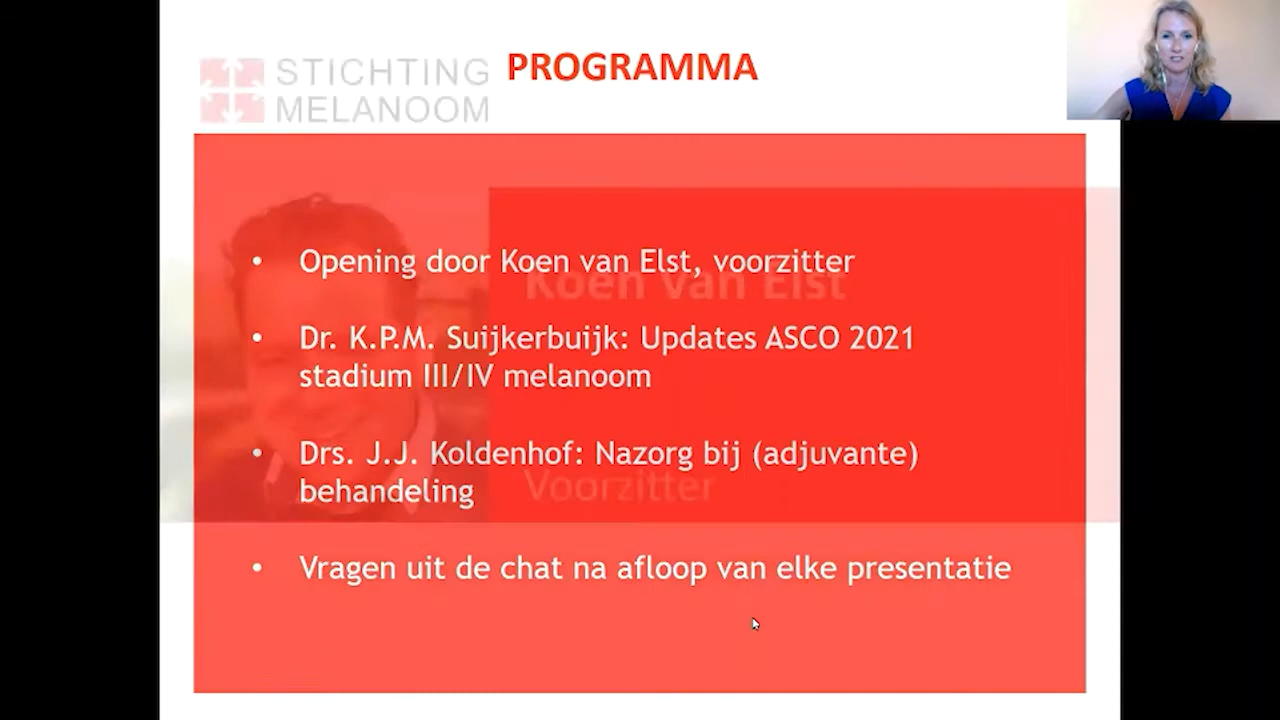 STICHTING
MELANOOM
PROGRAMMA
• Opening door Koen van Elst, voorzitter
Koen van Elst
• Dr. K.P.M. Suijkerbuijk: Updates ASCO 2021
stadium III/IV melanoom
• Drs. J.J. Koldenhof: Nazorg bij (adjuvante)
behandeling
Voorzitter
• Vragen uit de chat na afloop van elke presentatie